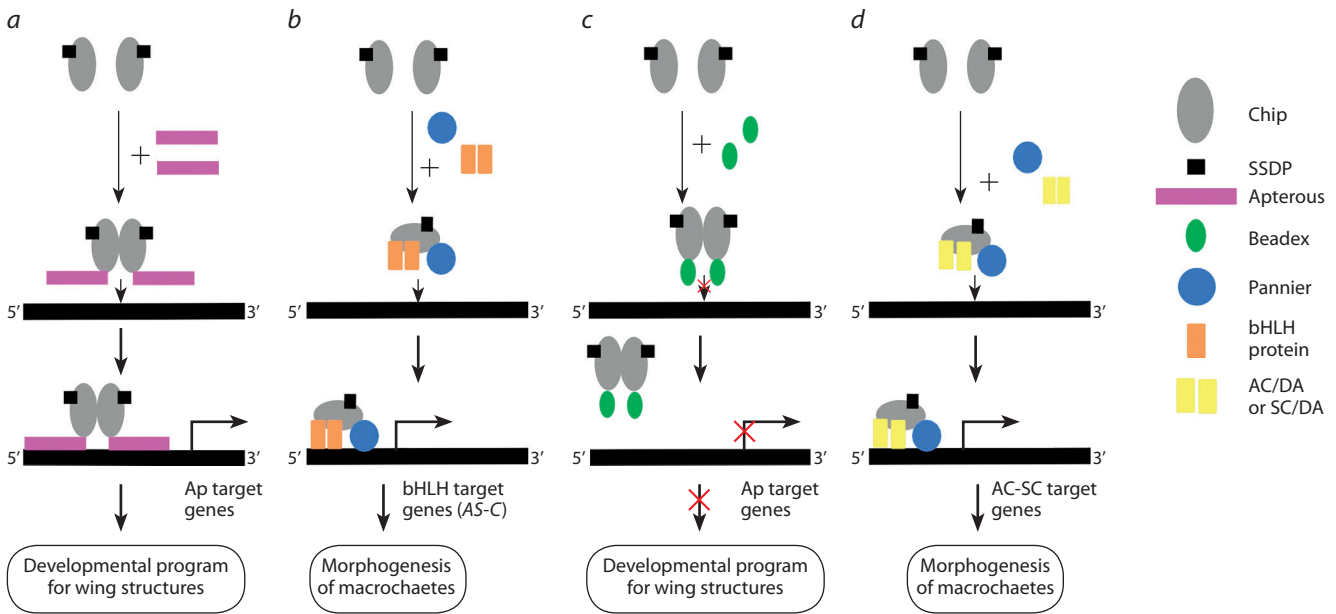 a
b
c
d
5′
3′
5′
3′
5′
3′
5′
3′
5′
3′
5′
3′
5′
3′
5′
3′
Ap target
genes
bHLH target
genes (AS-C)
Ap target
genes
AC-SC target
genes
Developmental program
for wing structures
Morphogenesis
of macrochaetes
Developmental program
for wing structures
Morphogenesis
of macrochaetes
Chip
SSDP
Apterous
Beadex
Pannier
bHLH
protein
AC/DA
or SC/DA